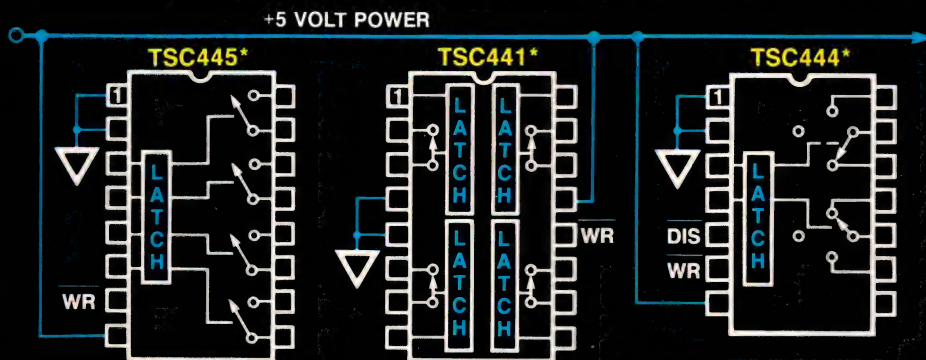 +5 VOLT POWER
TSC445*
TSC441*
TSC444*
1
LATCH
WR
1
LATCH
LATCH
LATCH
LATCH
WR
1
LATCH
DIS
WR